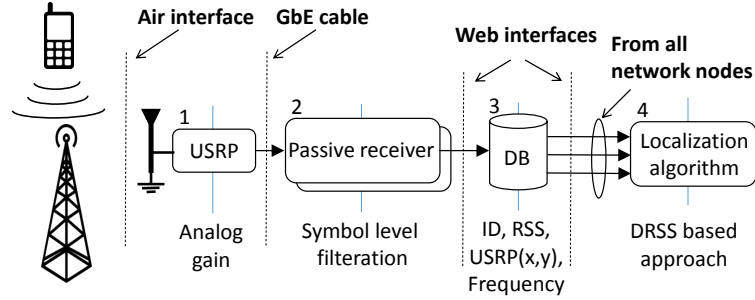 Air interface
GbE cable
Web interfaces
From all
network nodes
1
USRP
2
Passive receiver
3
DB
4
Localization
algorithm
Analog
gain
Symbol level
filteration
ID, RSS,
USRP(x,y),
Frequency
DRSS based
approach